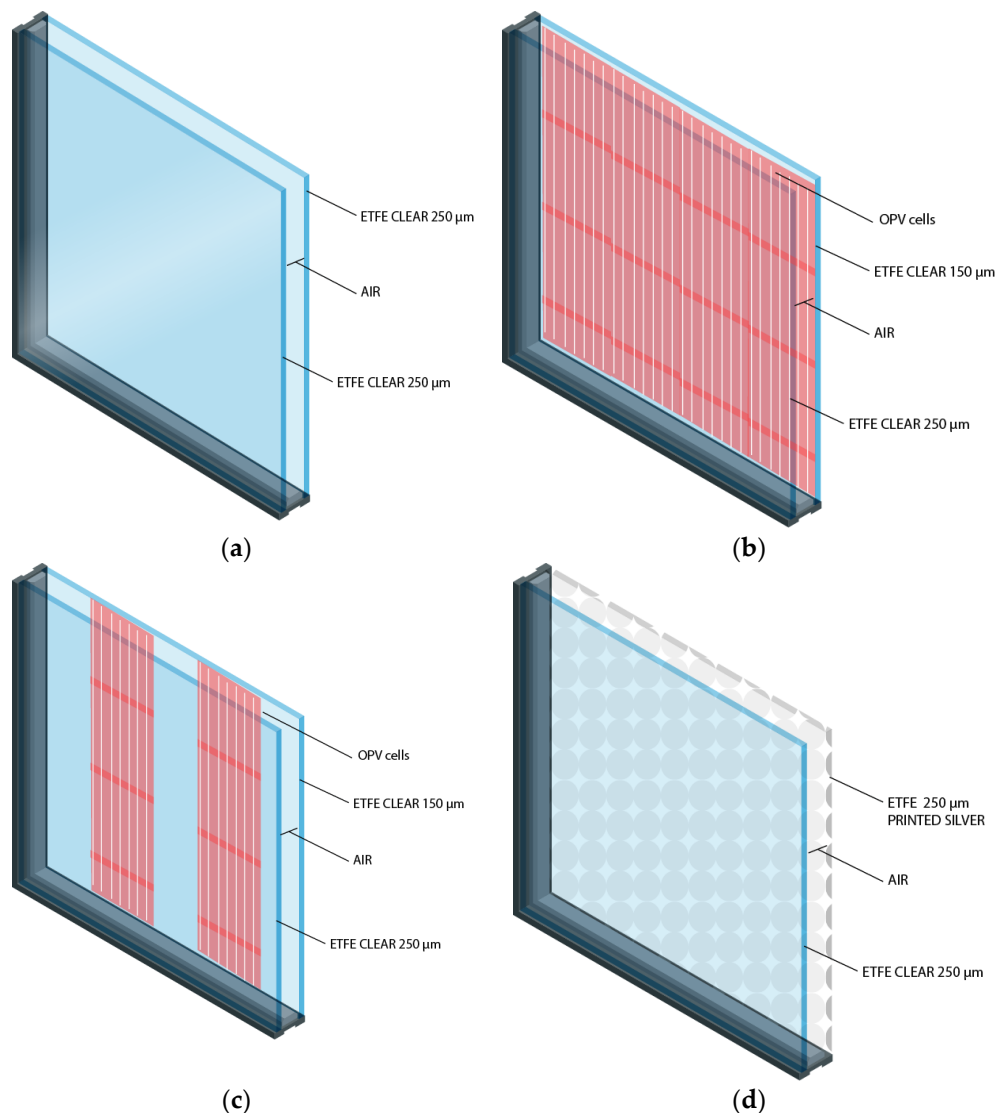 ETFE CLEAR 250 µm
AIR
ETFE CLEAR 250 µm
(a)
OPV cells
ETFE CLEAR 150 µm
AIR
ETFE CLEAR 250 µm
(b)
OPV cells
ETFE CLEAR 150 µm
AIR
ETFE CLEAR 250 µm
(c)
ETFE 250 µm
PRINTED SILVER
AIR
ETFE CLEAR 250 µm
(d)